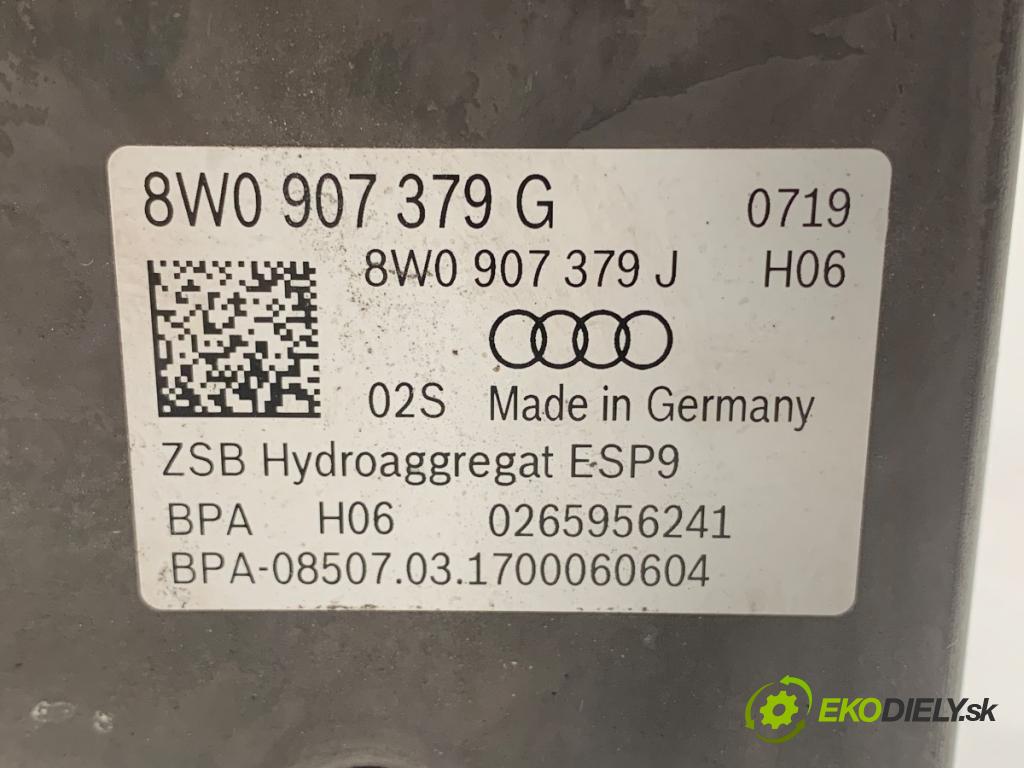 8W0 907 379 G 0719
8W0 907 379 J H06
02S Made in Germany
ZSB Hydroaggregat ESP9
BPA H06 0265956241
BPA-08507.03.1700060604
EKODIELY.sk